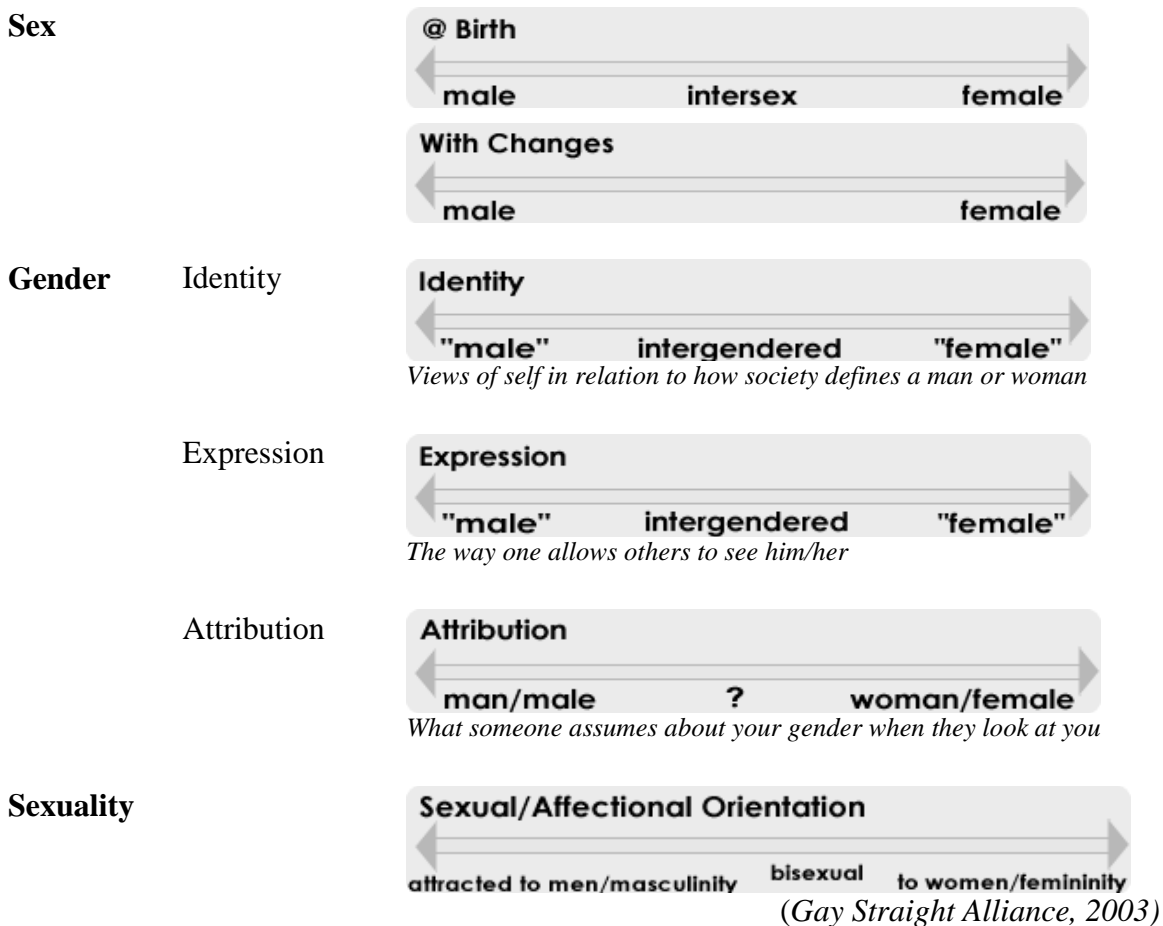 Sex
@ Birth
male intersex female
With Changes
male female
Gender Identity
Identity
"male" intergendered "female"
Views of self in relation to how society defines a man or woman
Expression
Expression
"male" intergendered "female"
The way one allows others to see him/her
Attribution
Attribution
man/male ? woman/female
What someone assumes about your gender when they look at you
Sexuality
Sexual/Affectional Orientation
attracted to men/masculinity bisexual to women/femininity
(Gay Straight Alliance, 2003)